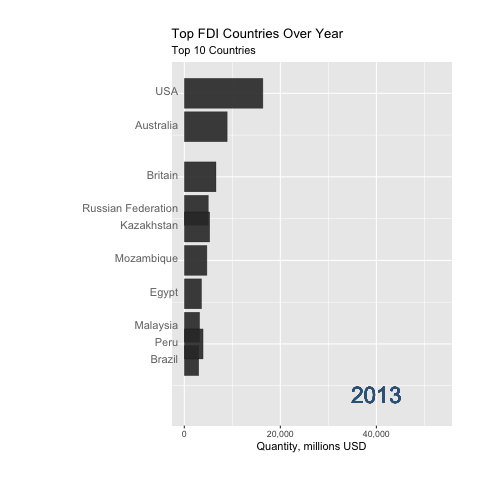 Top FDI Countries Over Year
Top 10 Countries
USA
Australia
Britain
Russian Federation
Kazakhstan
Mozambique
Egypt
Malaysia
Peru
Brazil
2013
0 20,000 40,000
Quantity, millions USD